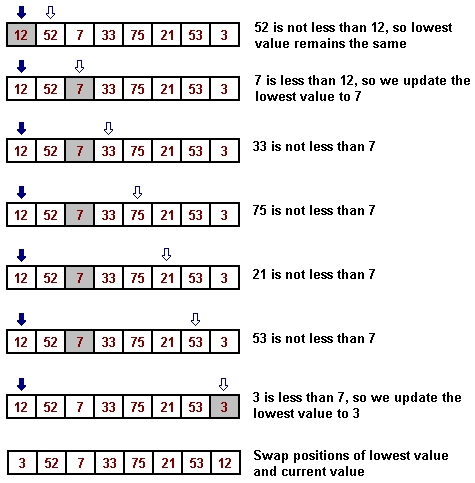 12 52 7 33 75 21 53 3
52 is not less than 12, so lowest
value remains the same
12 52 7 33 75 21 53 3
7 is less than 12, so we update the
lowest value to 7
12 52 7 33 75 21 53 3
33 is not less than 7
12 52 7 33 75 21 53 3
75 is not less than 7
12 52 7 33 75 21 53 3
21 is not less than 7
12 52 7 33 75 21 53 3
53 is not less than 7
12 52 7 33 75 21 53 3
3 is less than 7, so we update the
lowest value to 3
3 52 7 33 75 21 53 12
Swap positions of lowest value
and current value